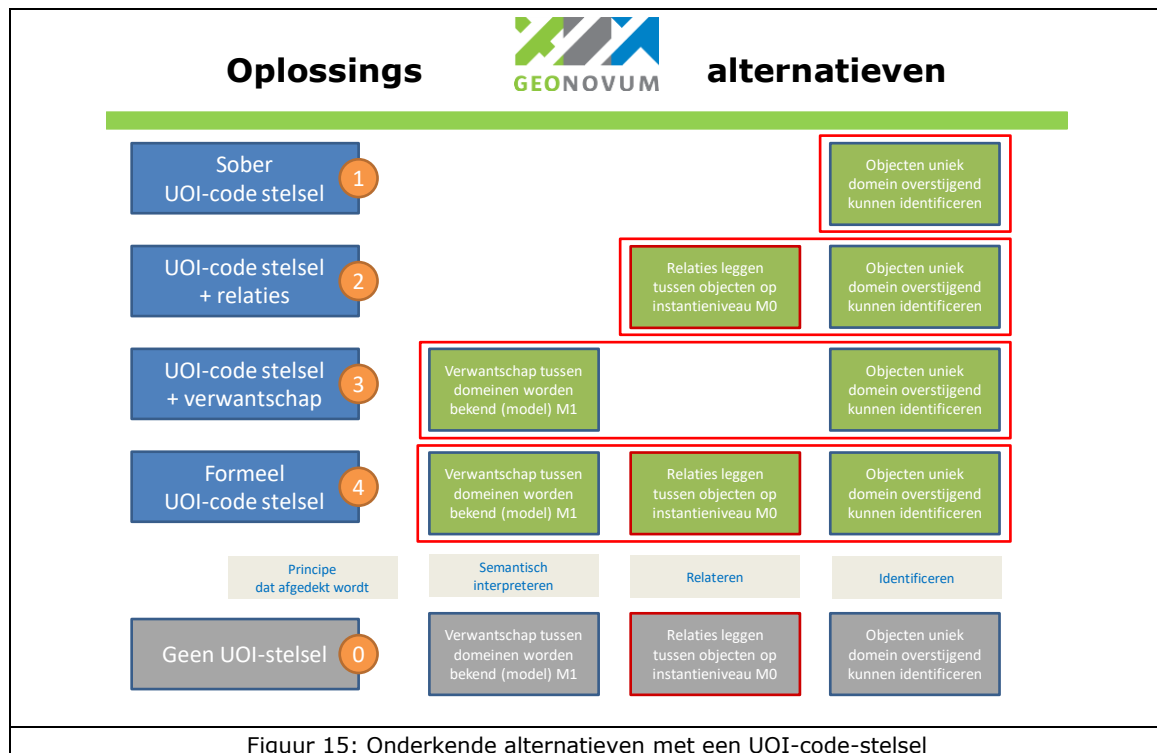 Oplossings
GEONOVUM
alternatieven
Sober
UOI-code stelsel
1
Objecten uniek
domein overstijgend
kunnen identificeren
UOI-code stelsel
+ relaties
2
Relaties leggen
tussen objecten op
instantieniveau M0
Objecten uniek
domein overstijgend
kunnen identificeren
UOI-code stelsel
+ verwantschap
3
Verwantschap tussen
domeinen worden
bekend (model) M1
Objecten uniek
domein overstijgend
kunnen identificeren
Formeel
UOI-code stelsel
4
Verwantschap tussen
domeinen worden
bekend (model) M1
Relaties leggen
tussen objecten op
instantieniveau M0
Objecten uniek
domein overstijgend
kunnen identificeren
Principe
dat afgedekt wordt
Semantisch
interpreteren
Relateren
Identificeren
Geen UOI-stelsel
0
Verwantschap tussen
domeinen worden
bekend (model) M1
Relaties leggen
tussen objecten op
instantieniveau M0
Objecten uniek
domein overstijgend
kunnen identificeren
Figuur 15: Onderkende alternatieven met een UOI-code-stelsel